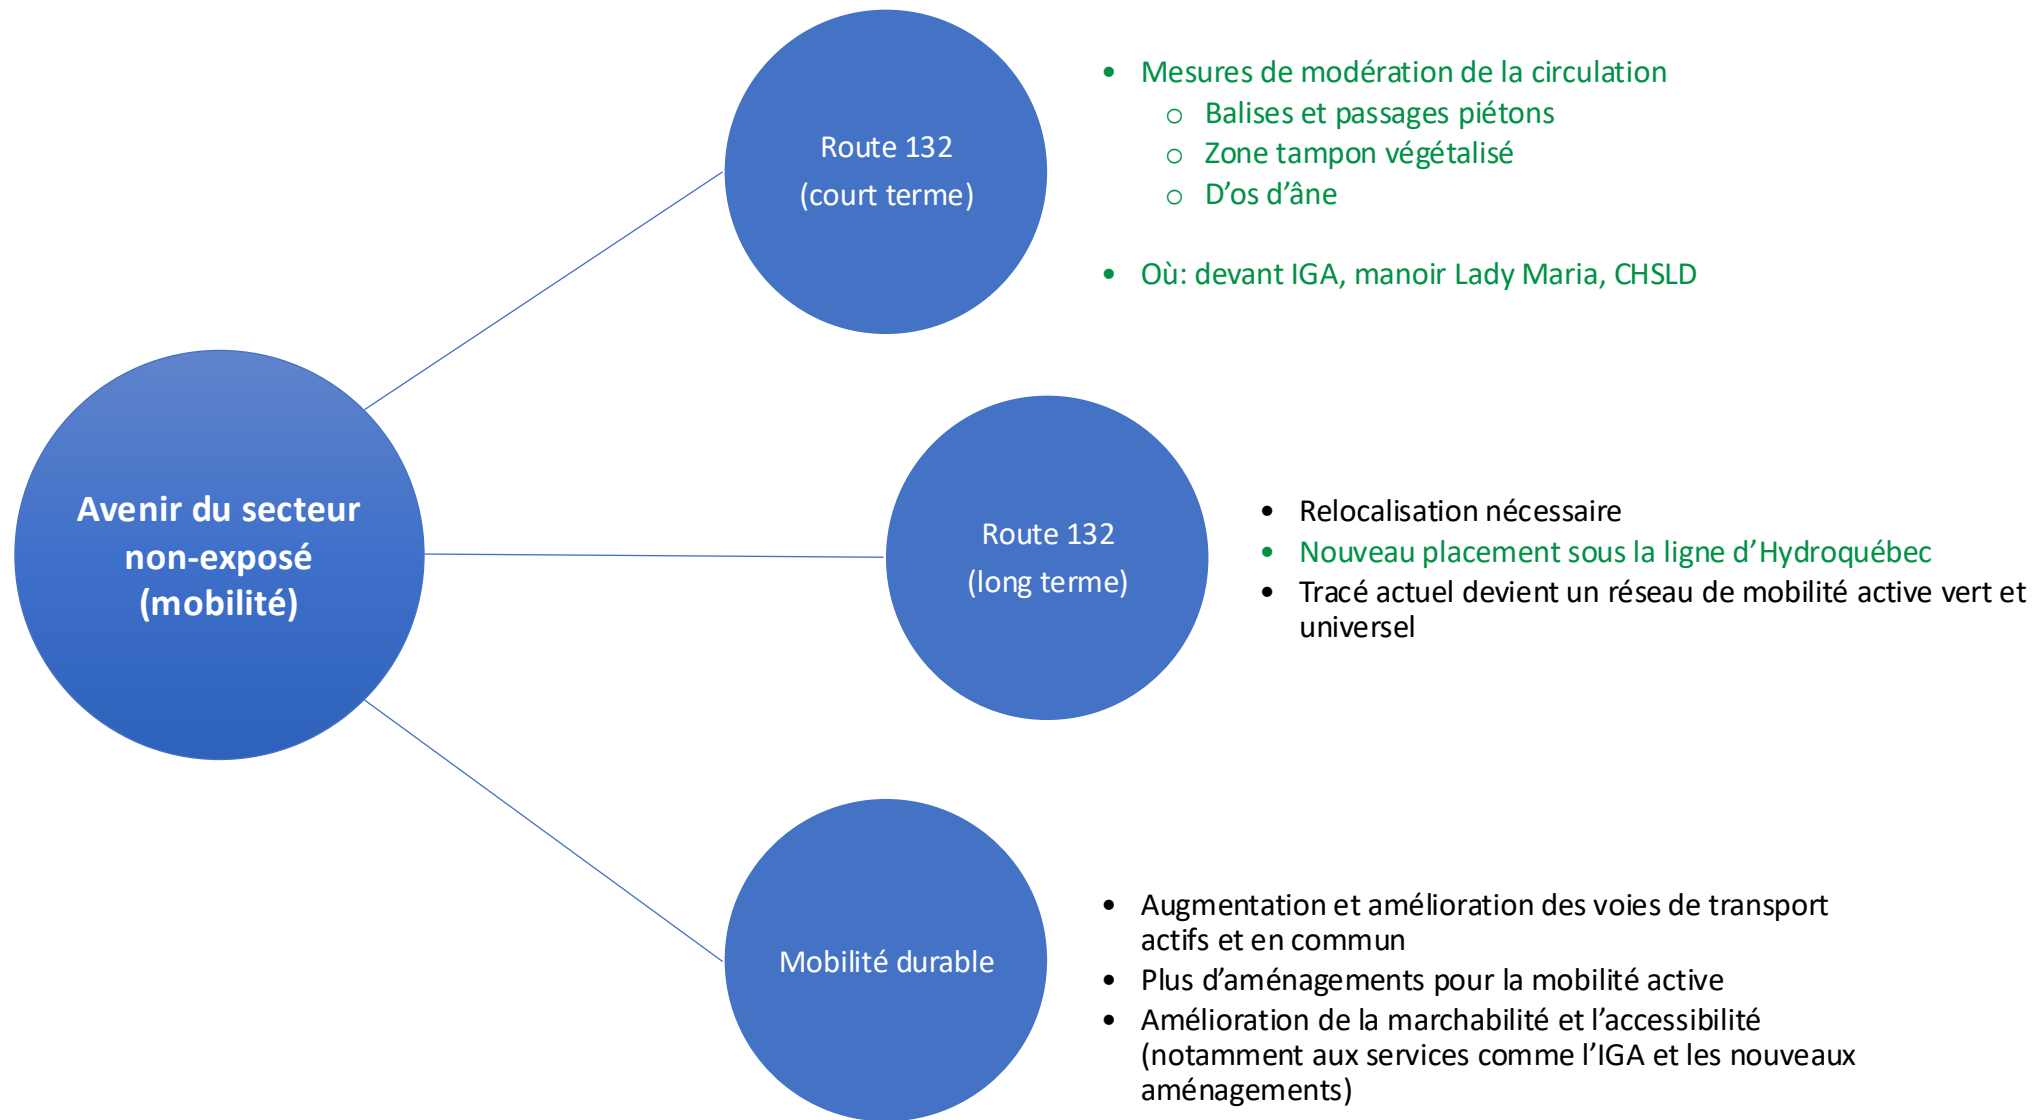 Avenir du secteur
non-exposé
(mobilité)
Route 132
(court terme)
• Mesures de modération de la circulation
o Balises et passages piétons
o Zone tampon végétalisé
o D’os d’âne
• Où: devant IGA, manoir Lady Maria, CHSLD
Route 132
(long terme)
• Relocalisation nécessaire
• Nouveau placement sous la ligne d’Hydroquébec
• Tracé actuel devient un réseau de mobilité active vert et
universel
Mobilité durable
• Augmentation et amélioration des voies de transport
actifs et en commun
• Plus d’aménagements pour la mobilité active
• Amélioration de la marchabilité et l’accessibilité
(notamment aux services comme l’IGA et les nouveaux
aménagements)